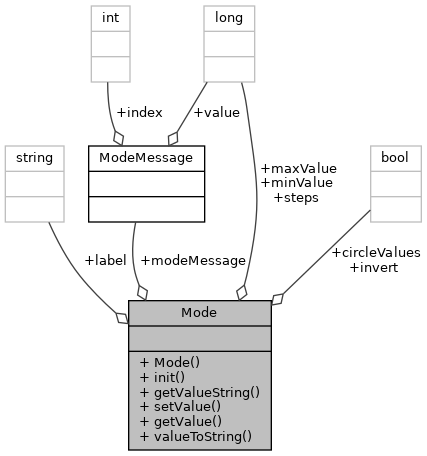 int
long
+index
+value
string
ModeMessage
bool
+maxValue
+minValue
+steps
+label
+modeMessage
+circleValues
+invert
Mode
+ Mode()
+ init()
+ getValueString()
+ setValue()
+ getValue()
+ valueToString()